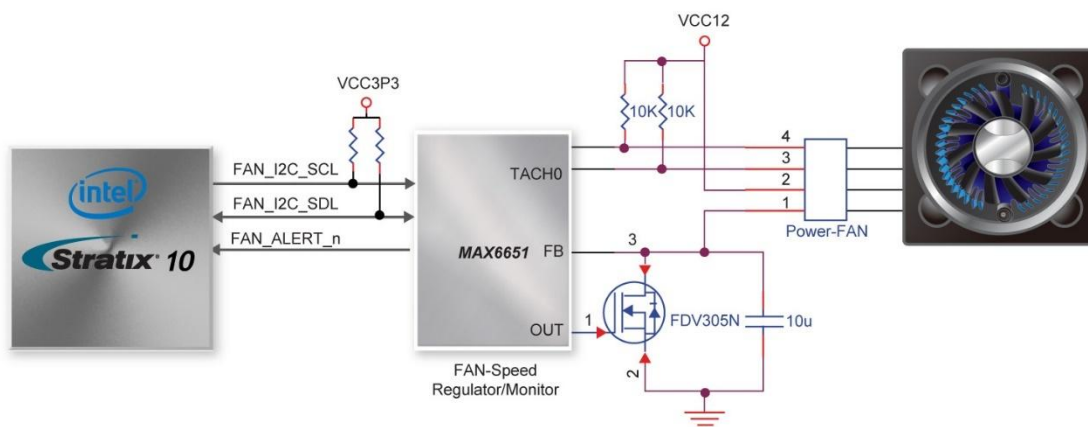 VCC12
VCC3P3
10K
10K
4
3
2
1
Power-FAN
intel
Stratix® 10
FAN_I2C_SCL
FAN_I2C_SDL
FAN_ALERT_n
TACH0
MAX6651
FB
OUT
3
1
2
FDV305N
10u
FAN-Speed
Regulator/Monitor